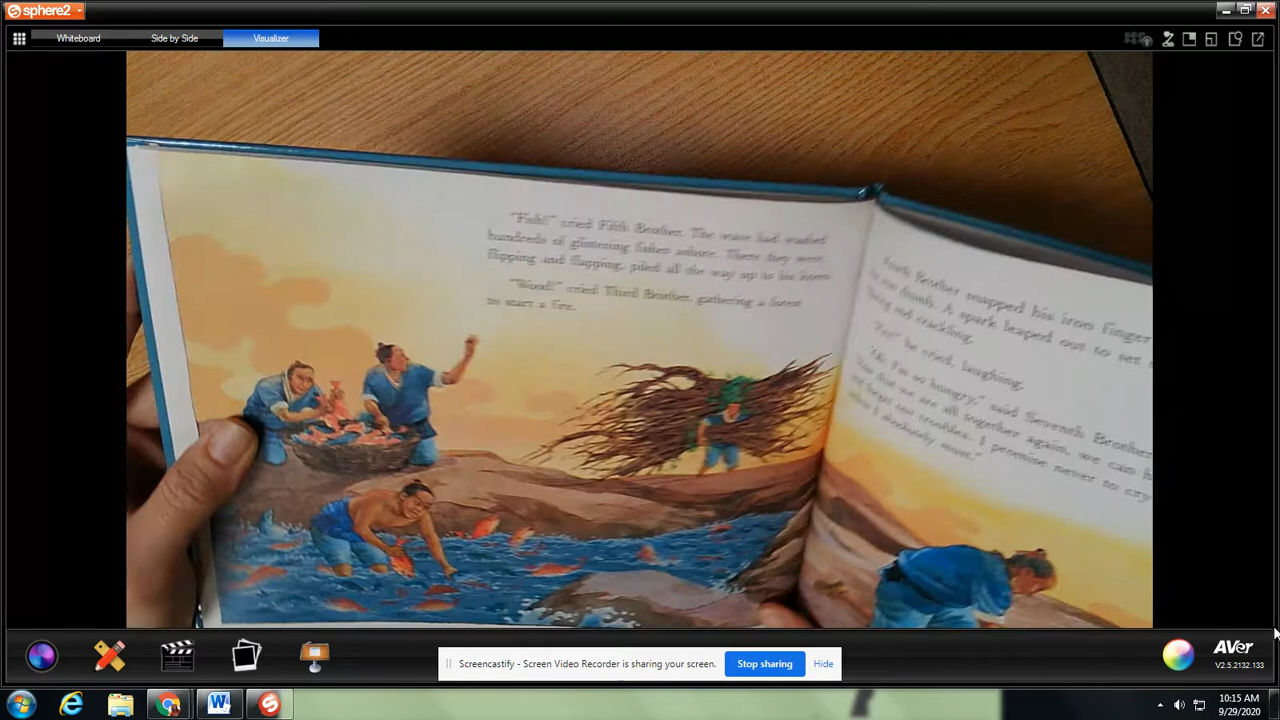 sphere2
Whiteboard
Side by Side
Visualizer
"Fish!" cried Fifth Brother. The wave had washed
hundreds of glimming fishes ashore. There they were,
flipping and flapping, piled all the way up to his knees
"Wood!" cried Third Brother, gathering a forest
to start a fire.
Brother snapped his iron finger
to his thumb. A spark leaped out to set
and crackling.
he cried, laughing.
I'm so hungry," said Seventh Brother.
that we are all together again, we can
troubles. I promise never to cry
I absolutely must."
Screencastify - Screen Video Recorder is sharing your screen.
Stop sharing
Hide
AVer
V2.5.2132.133
10:15 AM
9/29/2020